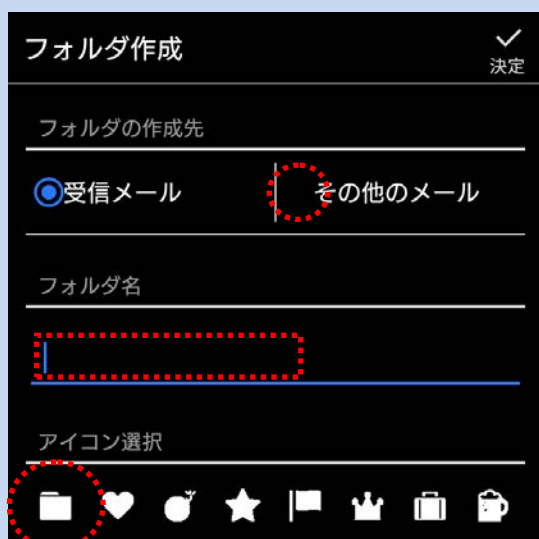 フォルダ作成
決定
フォルダの作成先
受信メール
その他のメール
フォルダ名
アイコン選択